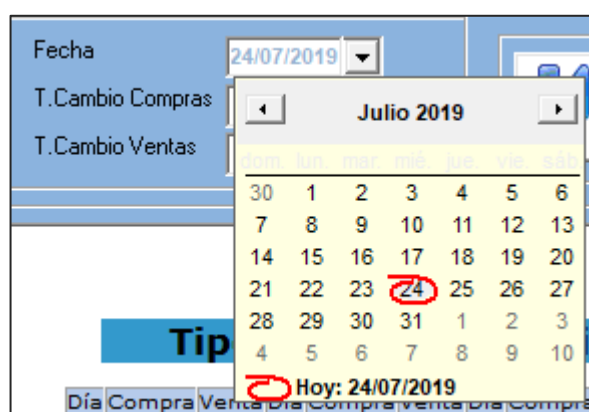 Fecha
24/07/2019
T.Cambio Compras
T.Cambio Ventas
Julio 2019
dom. lun. mar. mié. jue. vie. sáb.
30 1 2 3 4 5 6
7 8 9 10 11 12 13
14 15 16 17 18 19 20
21 22 23 24 25 26 27
28 29 30 31 1 2 3
4 5 6 7 8 9 10
Hoy: 24/07/2019
Tip
Día Compra Venta Día Compra Venta Día Compra